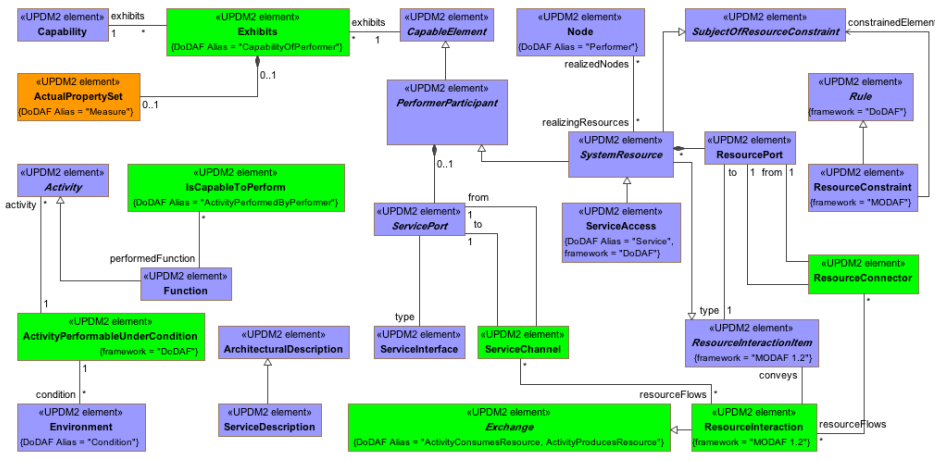 «UPDM2 element»
Capability
exhibits
1
*
«UPDM2 element»
Exhibits
{DoDAF Alias = "CapabilityOfPerformer"}
exhibits
*
1
«UPDM2 element»
CapableElement
«UPDM2 element»
Node
{DoDAF Alias = "Performer"}
«UPDM2 element»
SubjectOfResourceConstraint
constrainedElement
0..1
«UPDM2 element»
ActualPropertySet
{DoDAF Alias = "Measure"}
0..1
«UPDM2 element»
PerformerParticipant
realizedNodes
*
realizingResources
*
«UPDM2 element»
Rule
{framework = "DoDAF"}
«UPDM2 element»
SystemResource
*
«UPDM2 element»
ResourcePort
«UPDM2 element»
ResourceConstraint
{framework = "MODAF"}
0..1
to
from
1
1
«UPDM2 element»
Activity
activity
*
«UPDM2 element»
IsCapableToPerform
{DoDAF Alias = "ActivityPerformedByPerformer"}
*
performedFunction
«UPDM2 element»
Function
«UPDM2 element»
ServicePort
from
1
to
1
«UPDM2 element»
ServiceAccess
{DoDAF Alias = "Service",
framework = "DoDAF"}
«UPDM2 element»
ResourceConnector
*
1
«UPDM2 element»
ActivityPerformableUnderCondition
{framework = "DoDAF"}
1
condition
*
«UPDM2 element»
Environment
{DoDAF Alias = "Condition"}
«UPDM2 element»
ArchitecturalDescription
«UPDM2 element»
ServiceDescription
type
«UPDM2 element»
ServiceInterface
«UPDM2 element»
ServiceChannel
*
type
1
«UPDM2 element»
ResourceInteractionItem
{framework = "MODAF 1.2"}
conveys
resourceFlows
*
«UPDM2 element»
Exchange
{DoDAF Alias = "ActivityConsumesResource, ActivityProducesResource"}
«UPDM2 element»
ResourceInteraction
{framework = "MODAF 1.2"}
resourceFlows
*